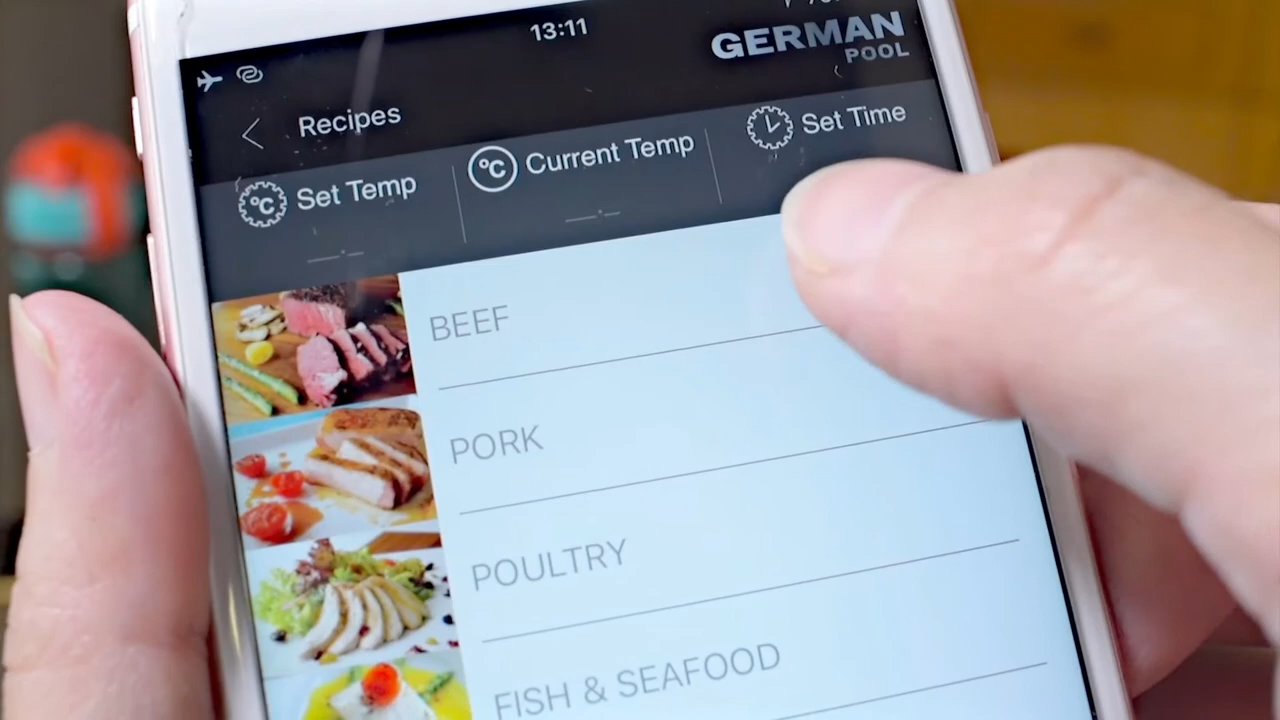 13:11
GERMAN
POOL
Recipes
°C Set Temp
°C Current Temp
Set Time
--.-
--.-
BEEF
PORK
POULTRY
FISH & SEAFOOD